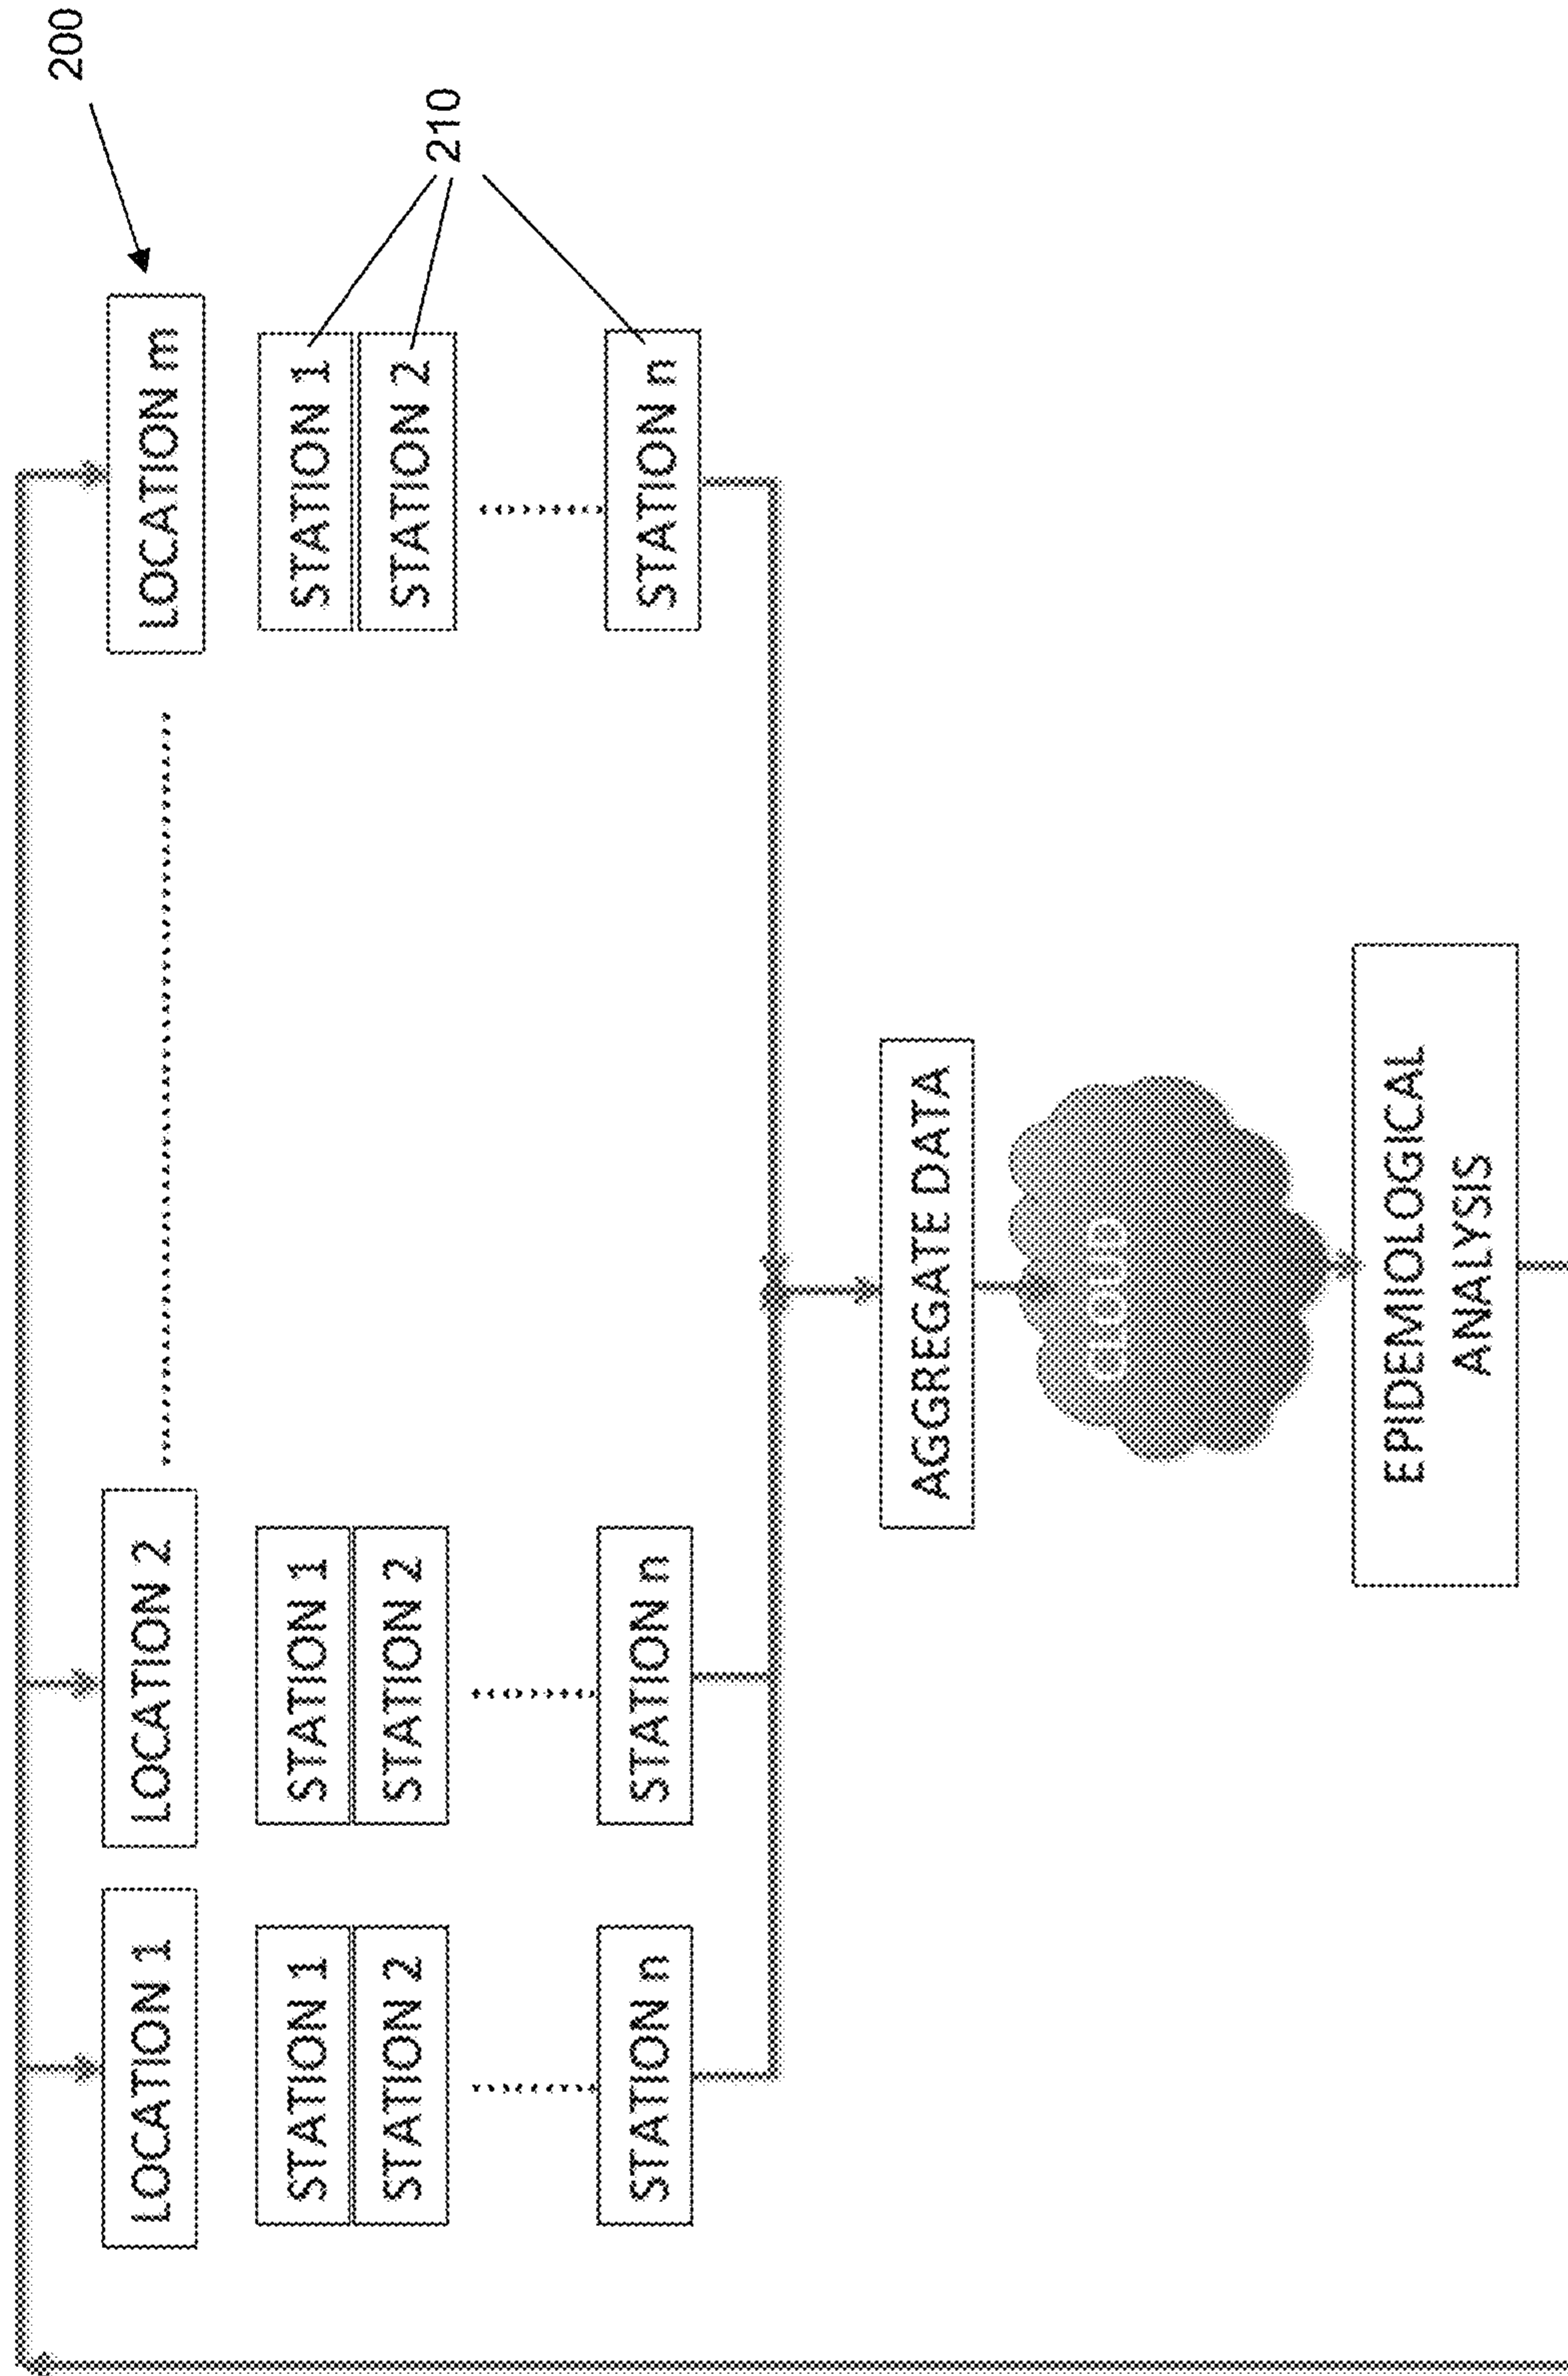 200
LOCATION 1
LOCATION 2
LOCATION m
210
STATION 1
STATION 1
STATION 1
STATION 2
STATION 2
STATION 2
STATION n
STATION n
STATION n
AGGREGATE DATA
CLOUD
EPIDEMIOLOGICAL
ANALYSIS